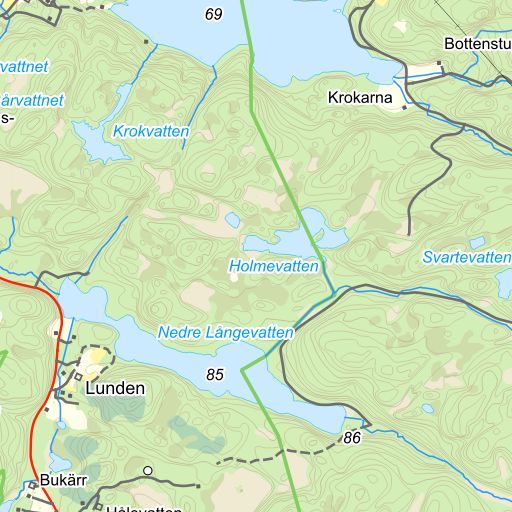 69
Bottenstu
vattnet
Krokarna
årvattnet
s-
Krokvatten
Svartevatten
Holmevatten
Nedre Långevatten
85
Lunden
86
Bukärr
Hålevatten